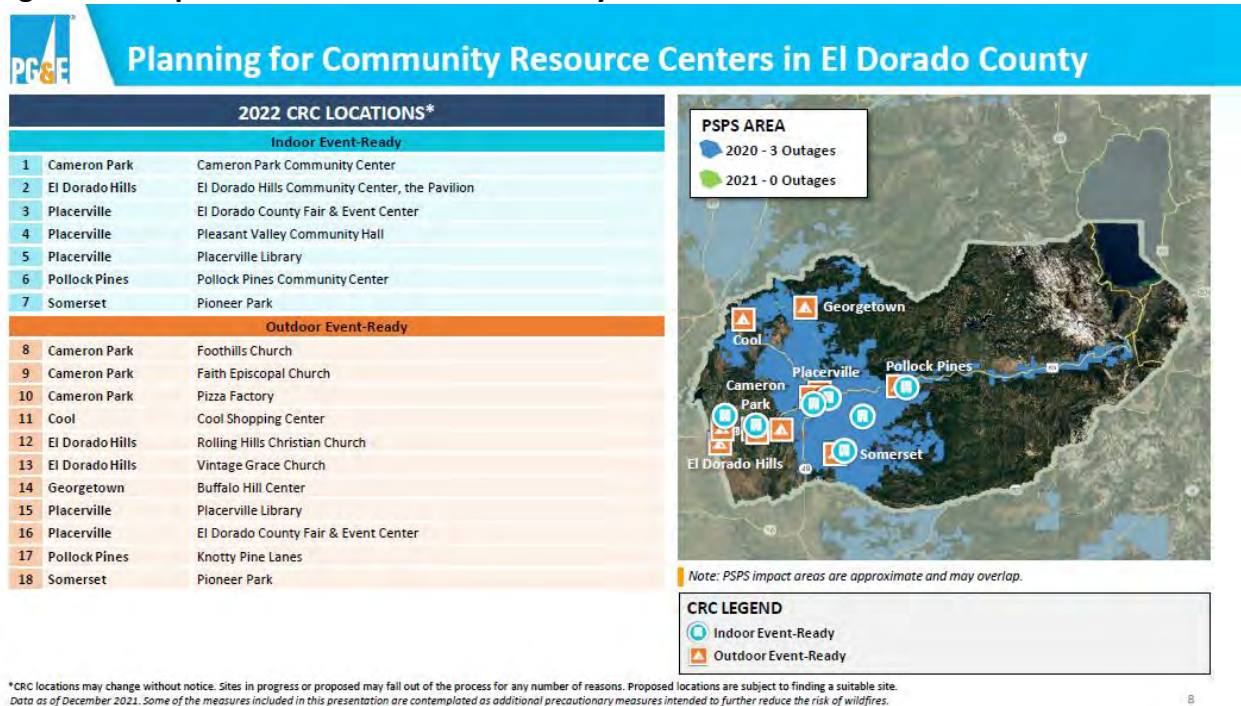 PG&E
Planning for Community Resource Centers in El Dorado County
2022 CRC LOCATIONS*
Indoor Event-Ready
1 Cameron Park Cameron Park Community Center
2 El Dorado Hills El Dorado Hills Community Center, the Pavilion
3 Placerville El Dorado County Fair & Event Center
4 Placerville Pleasant Valley Community Hall
5 Placerville Placerville Library
6 Pollock Pines Pollock Pines Community Center
7 Somerset Pioneer Park
Outdoor Event-Ready
8 Cameron Park Foothills Church
9 Cameron Park Faith Episcopal Church
10 Cameron Park Pizza Factory
11 Cool Cool Shopping Center
12 El Dorado Hills Rolling Hills Christian Church
13 El Dorado Hills Vintage Grace Church
14 Georgetown Buffalo Hill Center
15 Placerville Placerville Library
16 Placerville El Dorado County Fair & Event Center
17 Pollock Pines Knotty Pine Lanes
18 Somerset Pioneer Park
PSPS AREA
2020 - 3 Outages
2021 - 0 Outages
Georgetown
Cool
Placerville
Pollock Pines
Cameron
Park
Somerset
El Dorado Hills
49
Note: PSPS impact areas are approximate and may overlap.
CRC LEGEND
Indoor Event-Ready
Outdoor Event-Ready
*CRC locations may change without notice. Sites in progress or proposed may fall out of the process for any number of reasons. Proposed locations are subject to finding a suitable site.
Data as of December 2021. Some of the measures included in this presentation are contemplated as additional precautionary measures intended to further reduce the risk of wildfires.
8